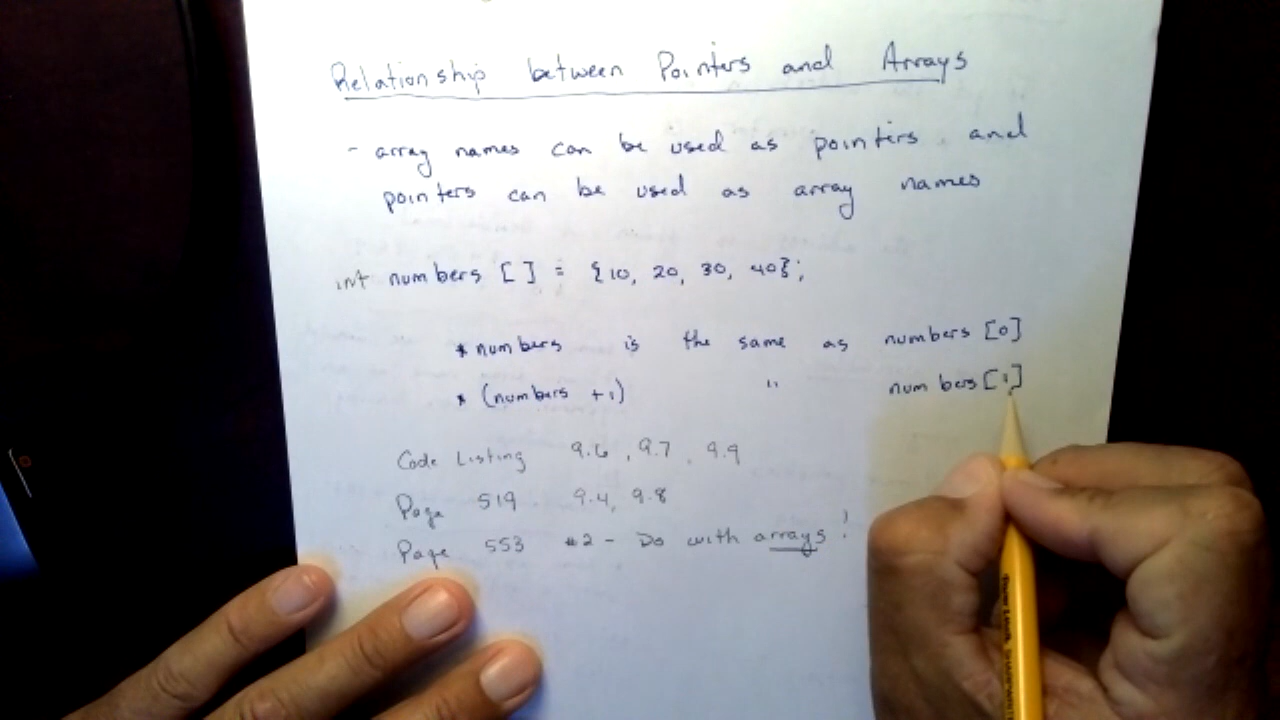 Relationship between Pointers and Arrays
- array names can be used as pointers and
pointers can be used as array names
int numbers [ ] = {10, 20, 30, 40};
* numbers is the same as numbers [0]
* (numbers +1) " numbers [1]
Code Listing 9.6, 9.7, 9.9
Page 519 9.4, 9.8
Page 553 #2 - Do with arrays!